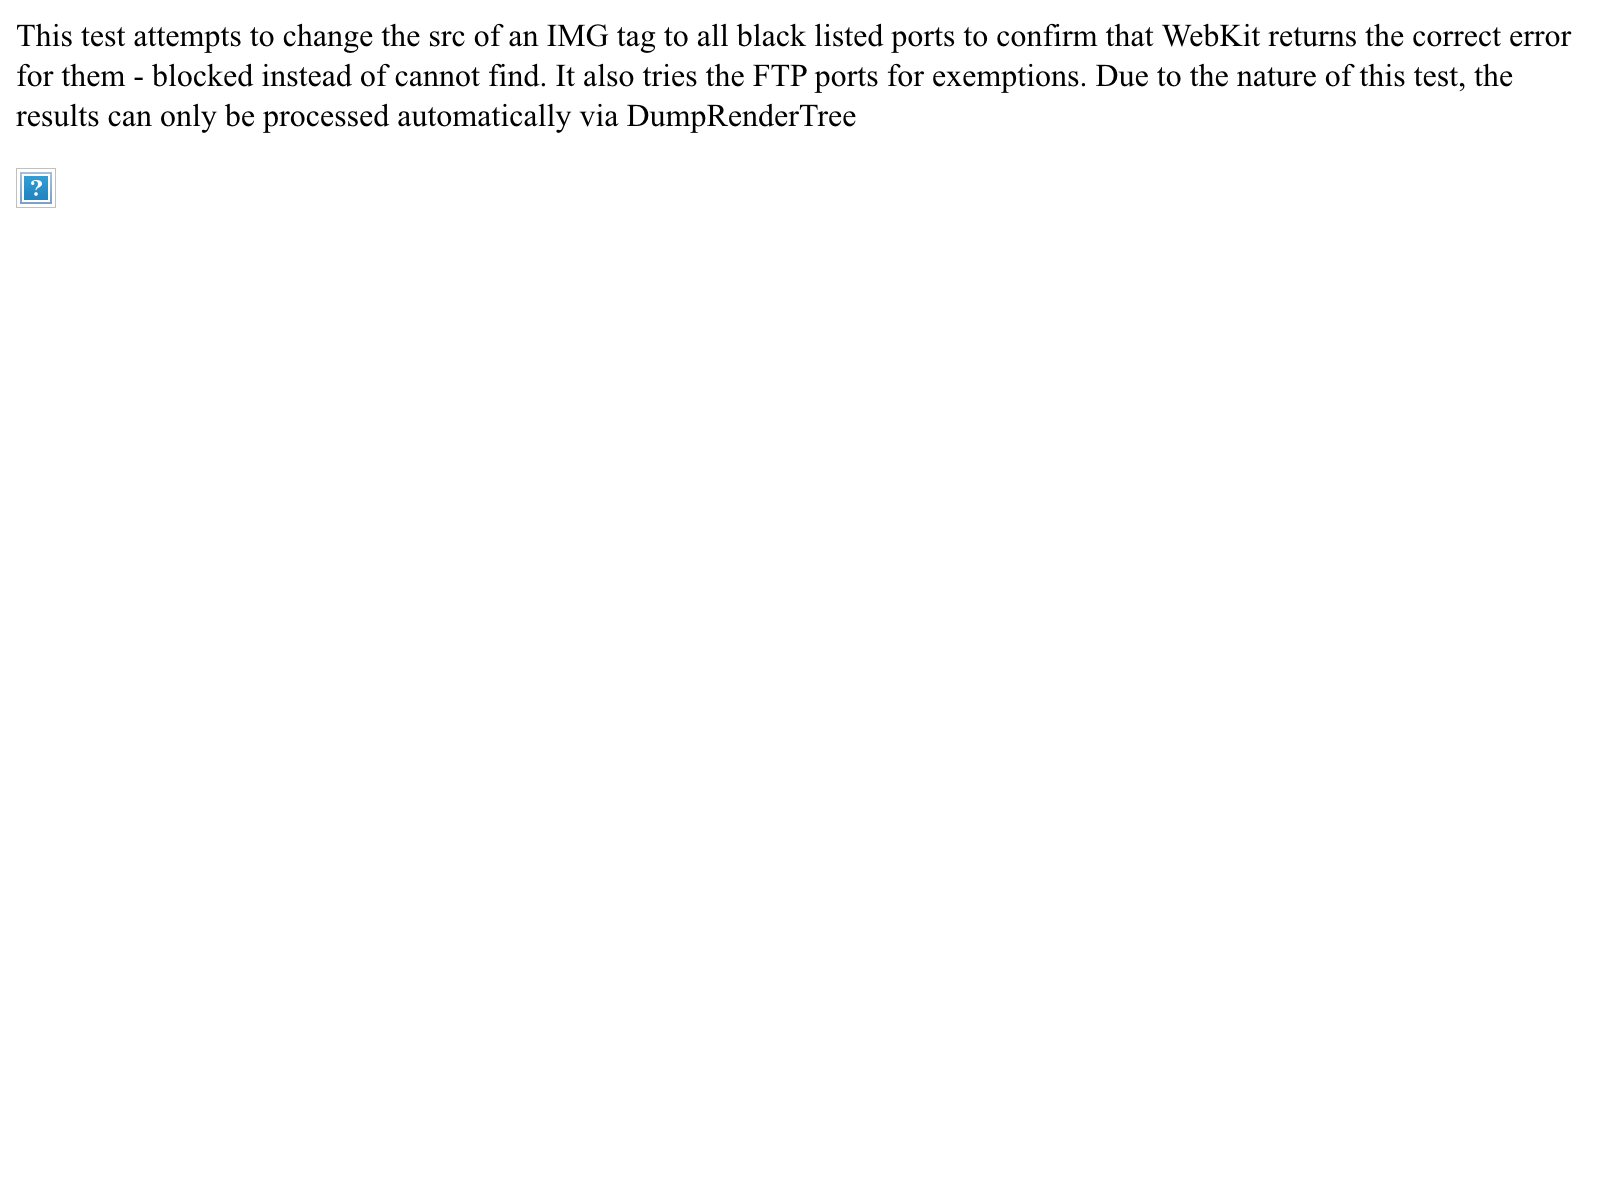 This test attempts to change the src of an IMG tag to all black listed ports to confirm that WebKit returns the correct error
for them - blocked instead of cannot find. It also tries the FTP ports for exemptions. Due to the nature of this test, the
results can only be processed automatically via DumpRenderTree
?